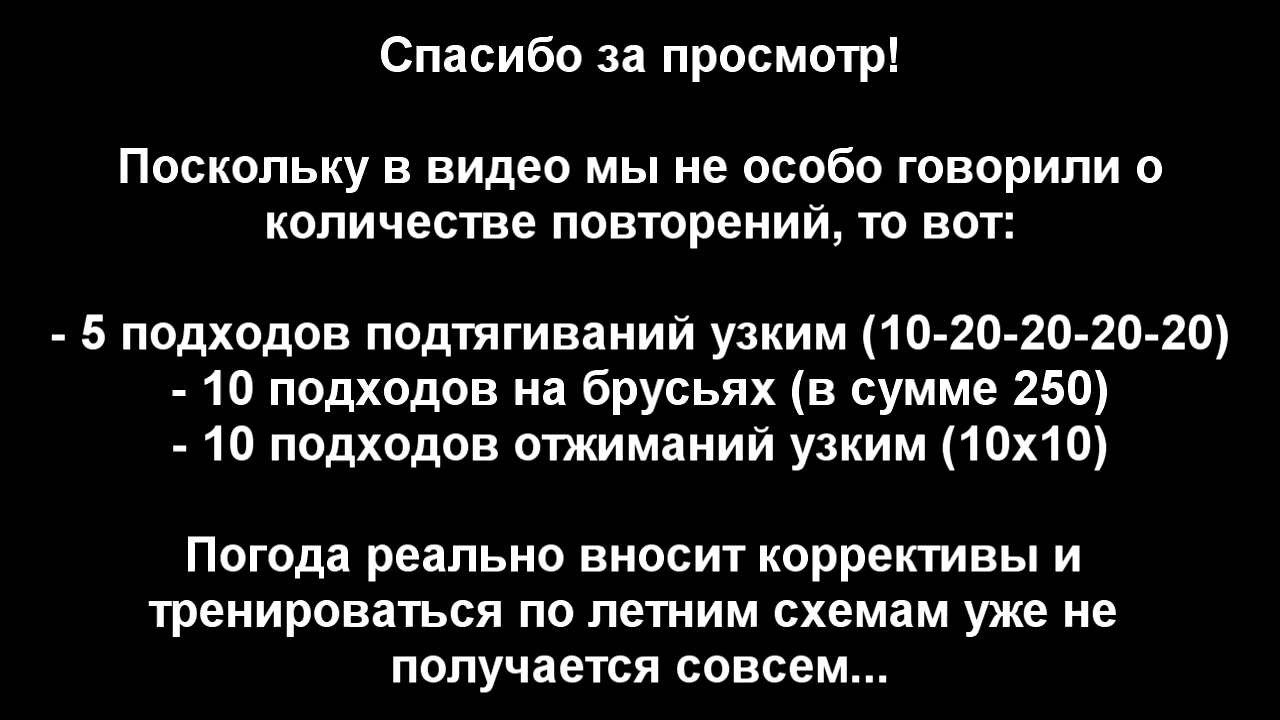 Спасибо за просмотр!
Поскольку в видео мы не особо говорили о
количестве повторений, то вот:
- 5 подходов подтягиваний узким (10-20-20-20-20)
- 10 подходов на брусьях (в сумме 250)
- 10 подходов отжиманий узким (10х10)
Погода реально вносит коррективы и
тренироваться по летним схемам уже не
получается совсем...